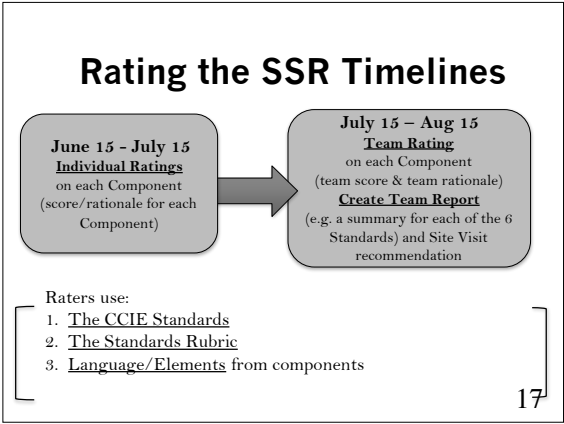 Rating the SSR Timelines
June 15 - July 15
Individual Ratings
on each Component
(score/rationale for each
Component)
July 15 – Aug 15
Team Rating
on each Component
(team score & team rationale)
Create Team Report
(e.g. a summary for each of the 6
Standards) and Site Visit
recommendation
Raters use:
1. The CCIE Standards
2. The Standards Rubric
3. Language/Elements from components
17